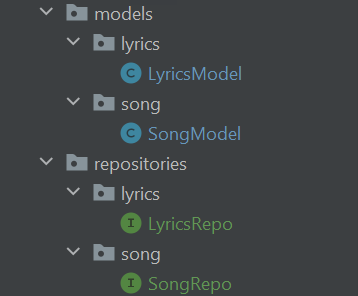 models
lyrics
C LyricsModel
song
C SongModel
repositories
lyrics
I LyricsRepo
song
I SongRepo